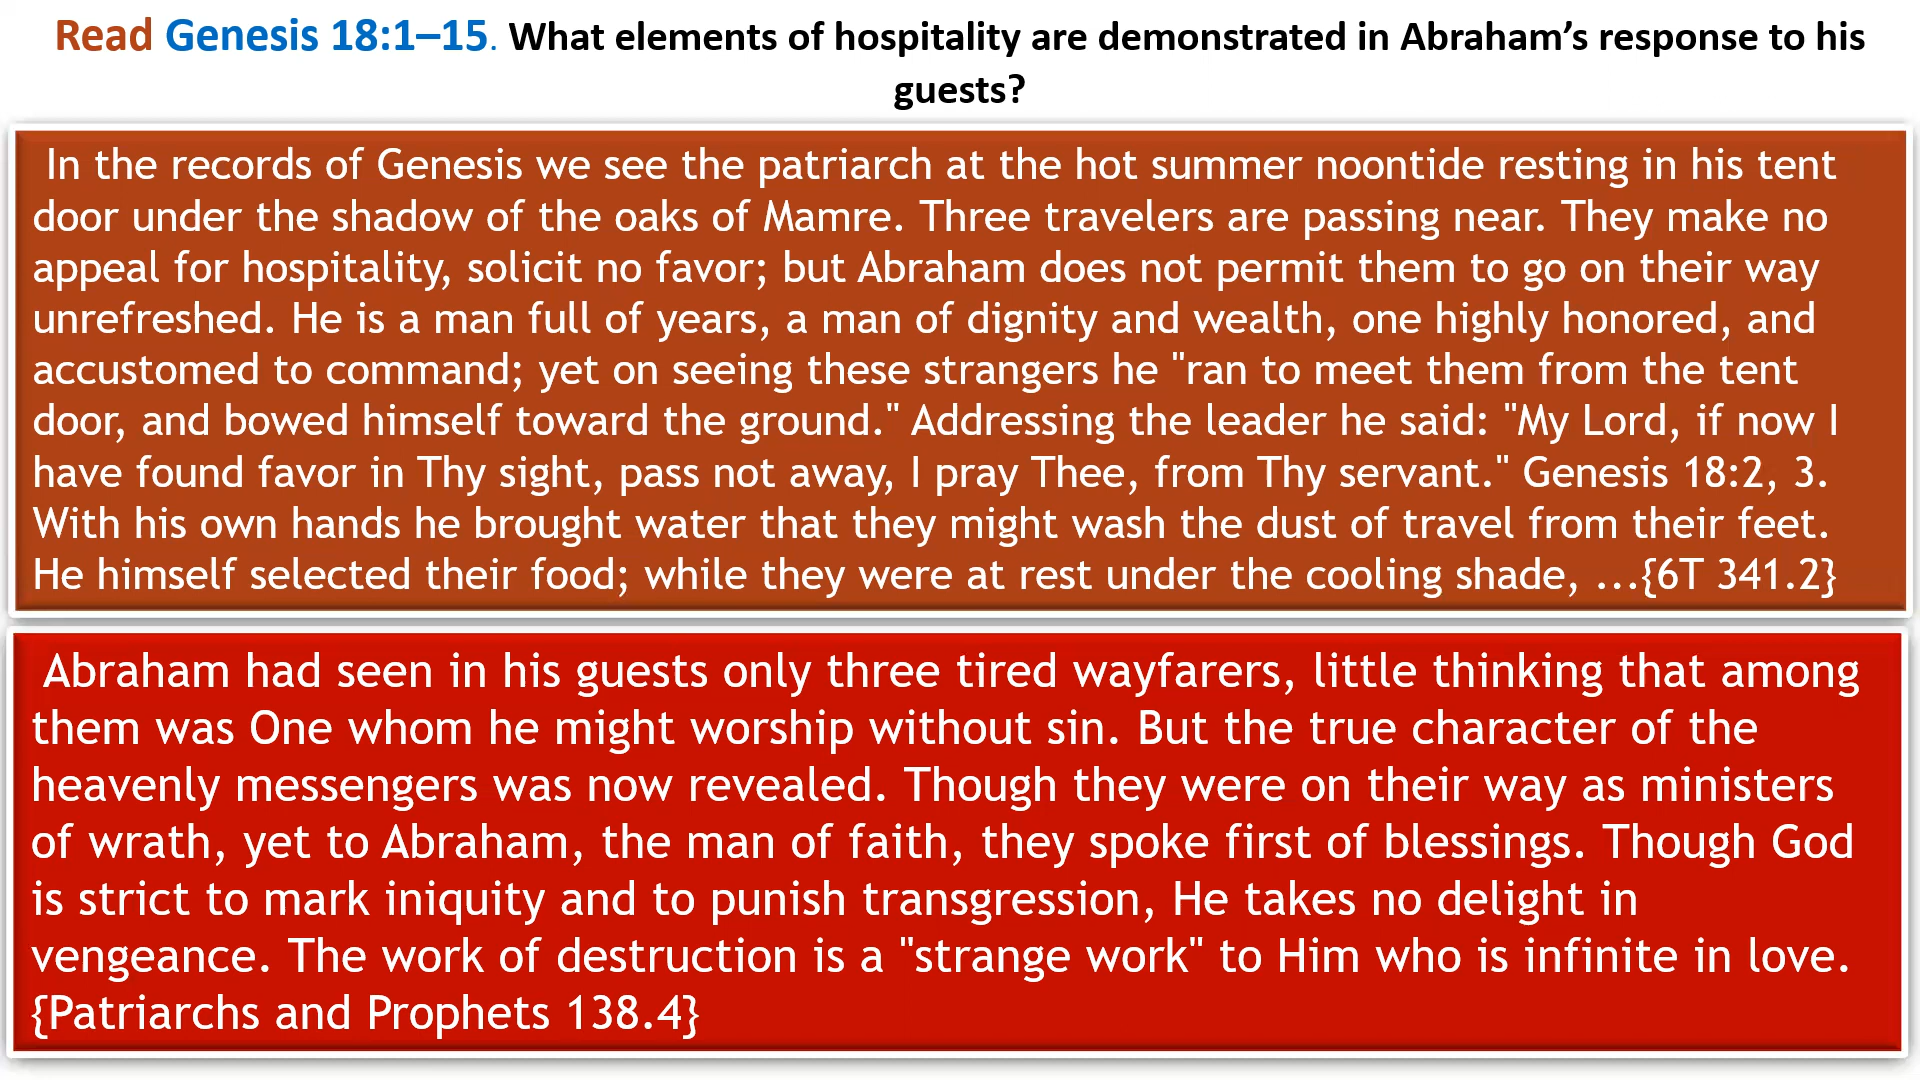 Read Genesis 18:1–15. What elements of hospitality are demonstrated in Abraham’s response to his
guests?
In the records of Genesis we see the patriarch at the hot summer noontide resting in his tent
door under the shadow of the oaks of Mamre. Three travelers are passing near. They make no
appeal for hospitality, solicit no favor; but Abraham does not permit them to go on their way
unrefreshed. He is a man full of years, a man of dignity and wealth, one highly honored, and
accustomed to command; yet on seeing these strangers he "ran to meet them from the tent
door, and bowed himself toward the ground." Addressing the leader he said: "My Lord, if now I
have found favor in Thy sight, pass not away, I pray Thee, from Thy servant." Genesis 18:2, 3.
With his own hands he brought water that they might wash the dust of travel from their feet.
He himself selected their food; while they were at rest under the cooling shade, ...{6T 341.2}
Abraham had seen in his guests only three tired wayfarers, little thinking that among
them was One whom he might worship without sin. But the true character of the
heavenly messengers was now revealed. Though they were on their way as ministers
of wrath, yet to Abraham, the man of faith, they spoke first of blessings. Though God
is strict to mark iniquity and to punish transgression, He takes no delight in
vengeance. The work of destruction is a "strange work" to Him who is infinite in love.
{Patriarchs and Prophets 138.4}